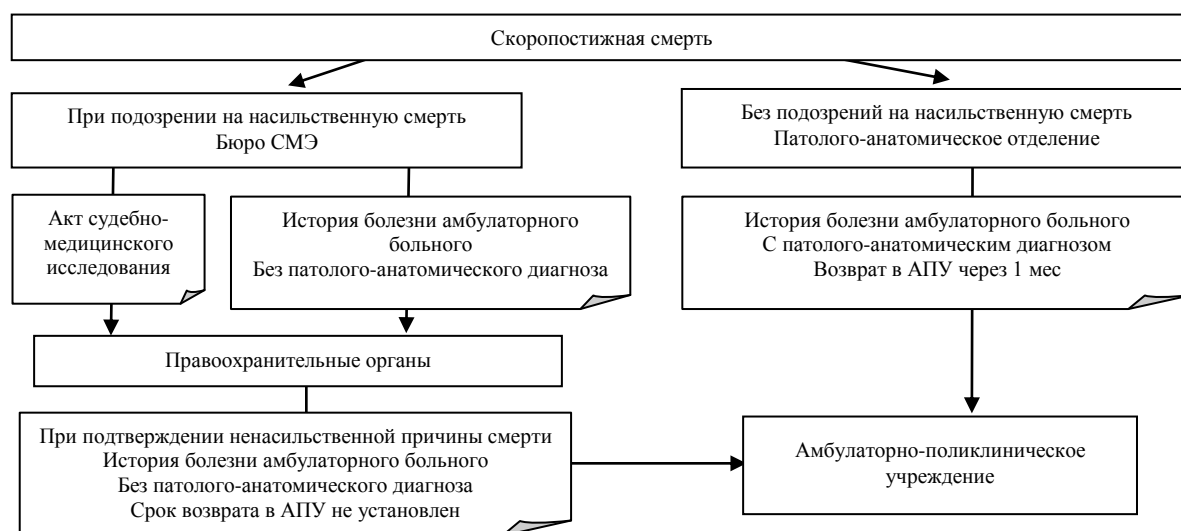 Скоропостижная смерть
При подозрении на насильственную смерть
Бюро СМЭ
Без подозрений на насильственную смерть
Патолого-анатомическое отделение
Акт судебно-
медицинского
исследования
История болезни амбулаторного
больного
Без патолого-анатомического диагноза
История болезни амбулаторного больного
С патолого-анатомическим диагнозом
Возврат в АПУ через 1 мес
Правоохранительные органы
При подтверждении ненасильственной причины смерти
История болезни амбулаторного больного
Без патолого-анатомического диагноза
Срок возврата в АПУ не установлен
Амбулаторно-поликлиническое
учреждение